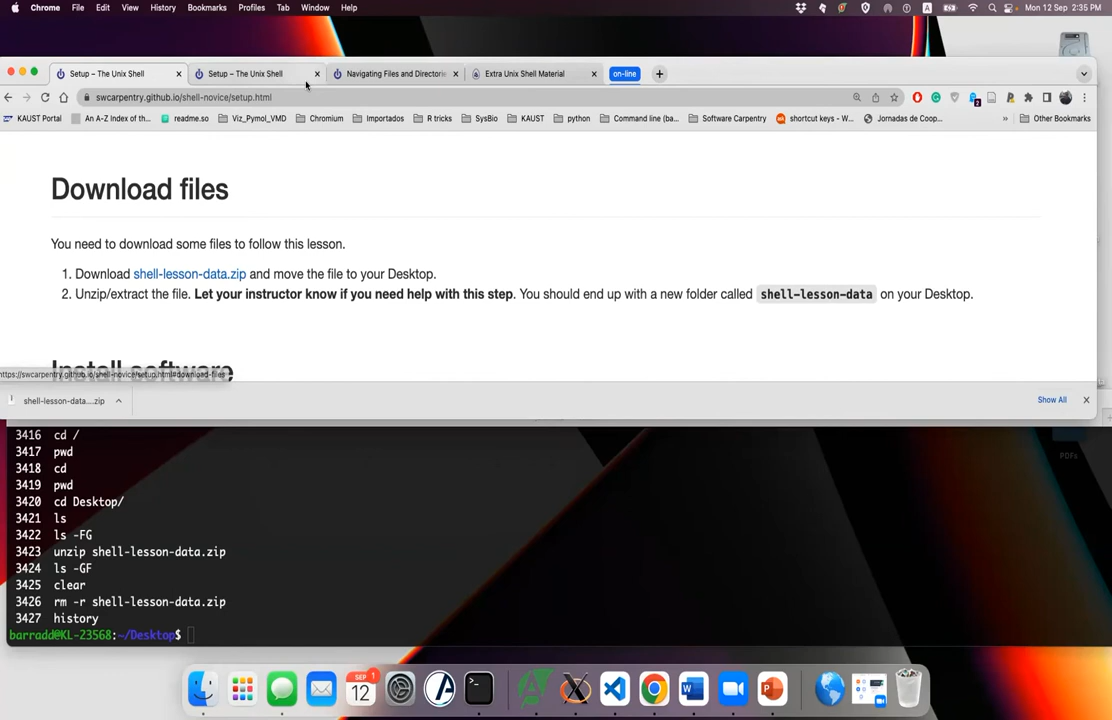 Chrome File Edit View History Bookmarks Profiles Tab Window Help
A Mon 12 Sep 2:35 PM
Setup – The Unix Shell × Setup – The Unix Shell × Navigating Files and Directorie × Extra Unix Shell Material × on-line +
swcarpentry.github.io/shell-novice/setup.html
KAUST Portal An A-Z Index of th... readme.so Viz_Pymol_VMD Chromium Importados R tricks SysBio KAUST python Command line (ba... Software Carpentry shortcut keys - W... Jornadas de Coop... » Other Bookmarks
Download files
You need to download some files to follow this lesson.
1. Download shell-lesson-data.zip and move the file to your Desktop.
2. Unzip/extract the file. Let your instructor know if you need help with this step. You should end up with a new folder called shell-lesson-data on your Desktop.
Install software
https://swcarpentry.github.io/shell-novice/setup.html#download-files
shell-lesson-data....zip Show All ×
3416 cd /
3417 pwd
3418 cd
3419 pwd
3420 cd Desktop/
3421 ls
3422 ls -FG
3423 unzip shell-lesson-data.zip
3424 ls -GF
3425 clear
3426 rm -r shell-lesson-data.zip
3427 history
barradd@KL-23568:~/Desktop$
PDFs
SEP 1
12